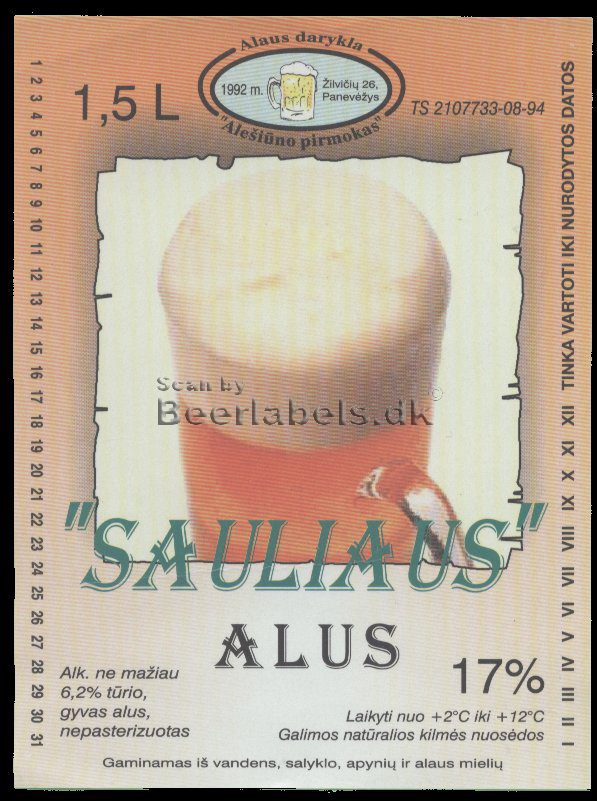 Alaus darykla
1992 m.
Žilvičių 26,
Panevėžys
"Alešiūno pirmokas"
1,5 L
TS 2107733-08-94
1 2 3 4 5 6 7 8 9 10 11 12 13 14 15 16 17 18 19 20 21 22 23 24 25 26 27 28 29 30 31
I II III IV V VI VII VIII IX X XI XII TINKA VARTOTI IKI NURODYTOS DATOS
Scan by
Beerlabels.dk
©
"SAULIAUS"
ALUS
17%
Alk. ne mažiau
6,2% tūrio,
gyvas alus,
nepasterizuotas
Laikyti nuo +2°C iki +12°C
Galimos natūralios kilmės nuosėdos
Gaminamas iš vandens, salyklo, apynių ir alaus mielių